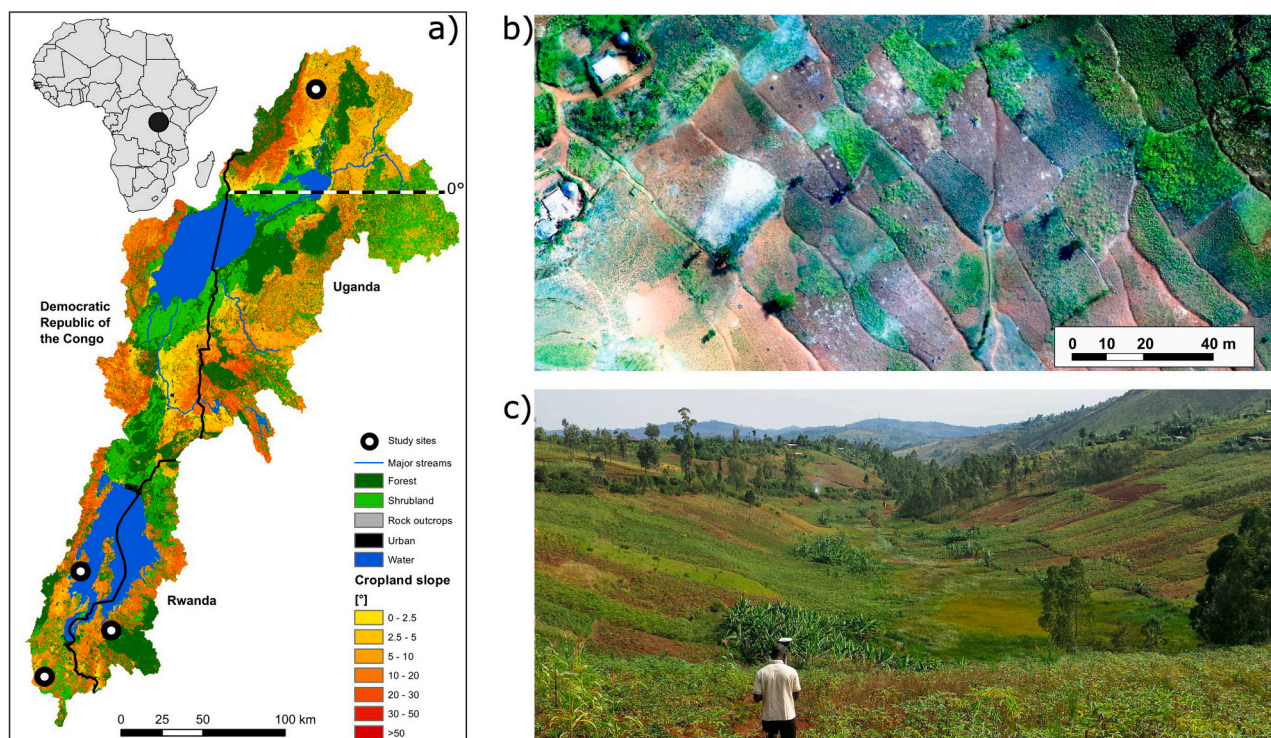 a)
0°
Uganda
Democratic
Republic of
the Congo
Rwanda
Study sites
Major streams
Forest
Shrubland
Rock outcrops
Urban
Water
Cropland slope
[°]
0 - 2.5
2.5 - 5
5 - 10
10 - 20
20 - 30
30 - 50
>50
0 25 50 100 km
b)
0 10 20 40 m
c)